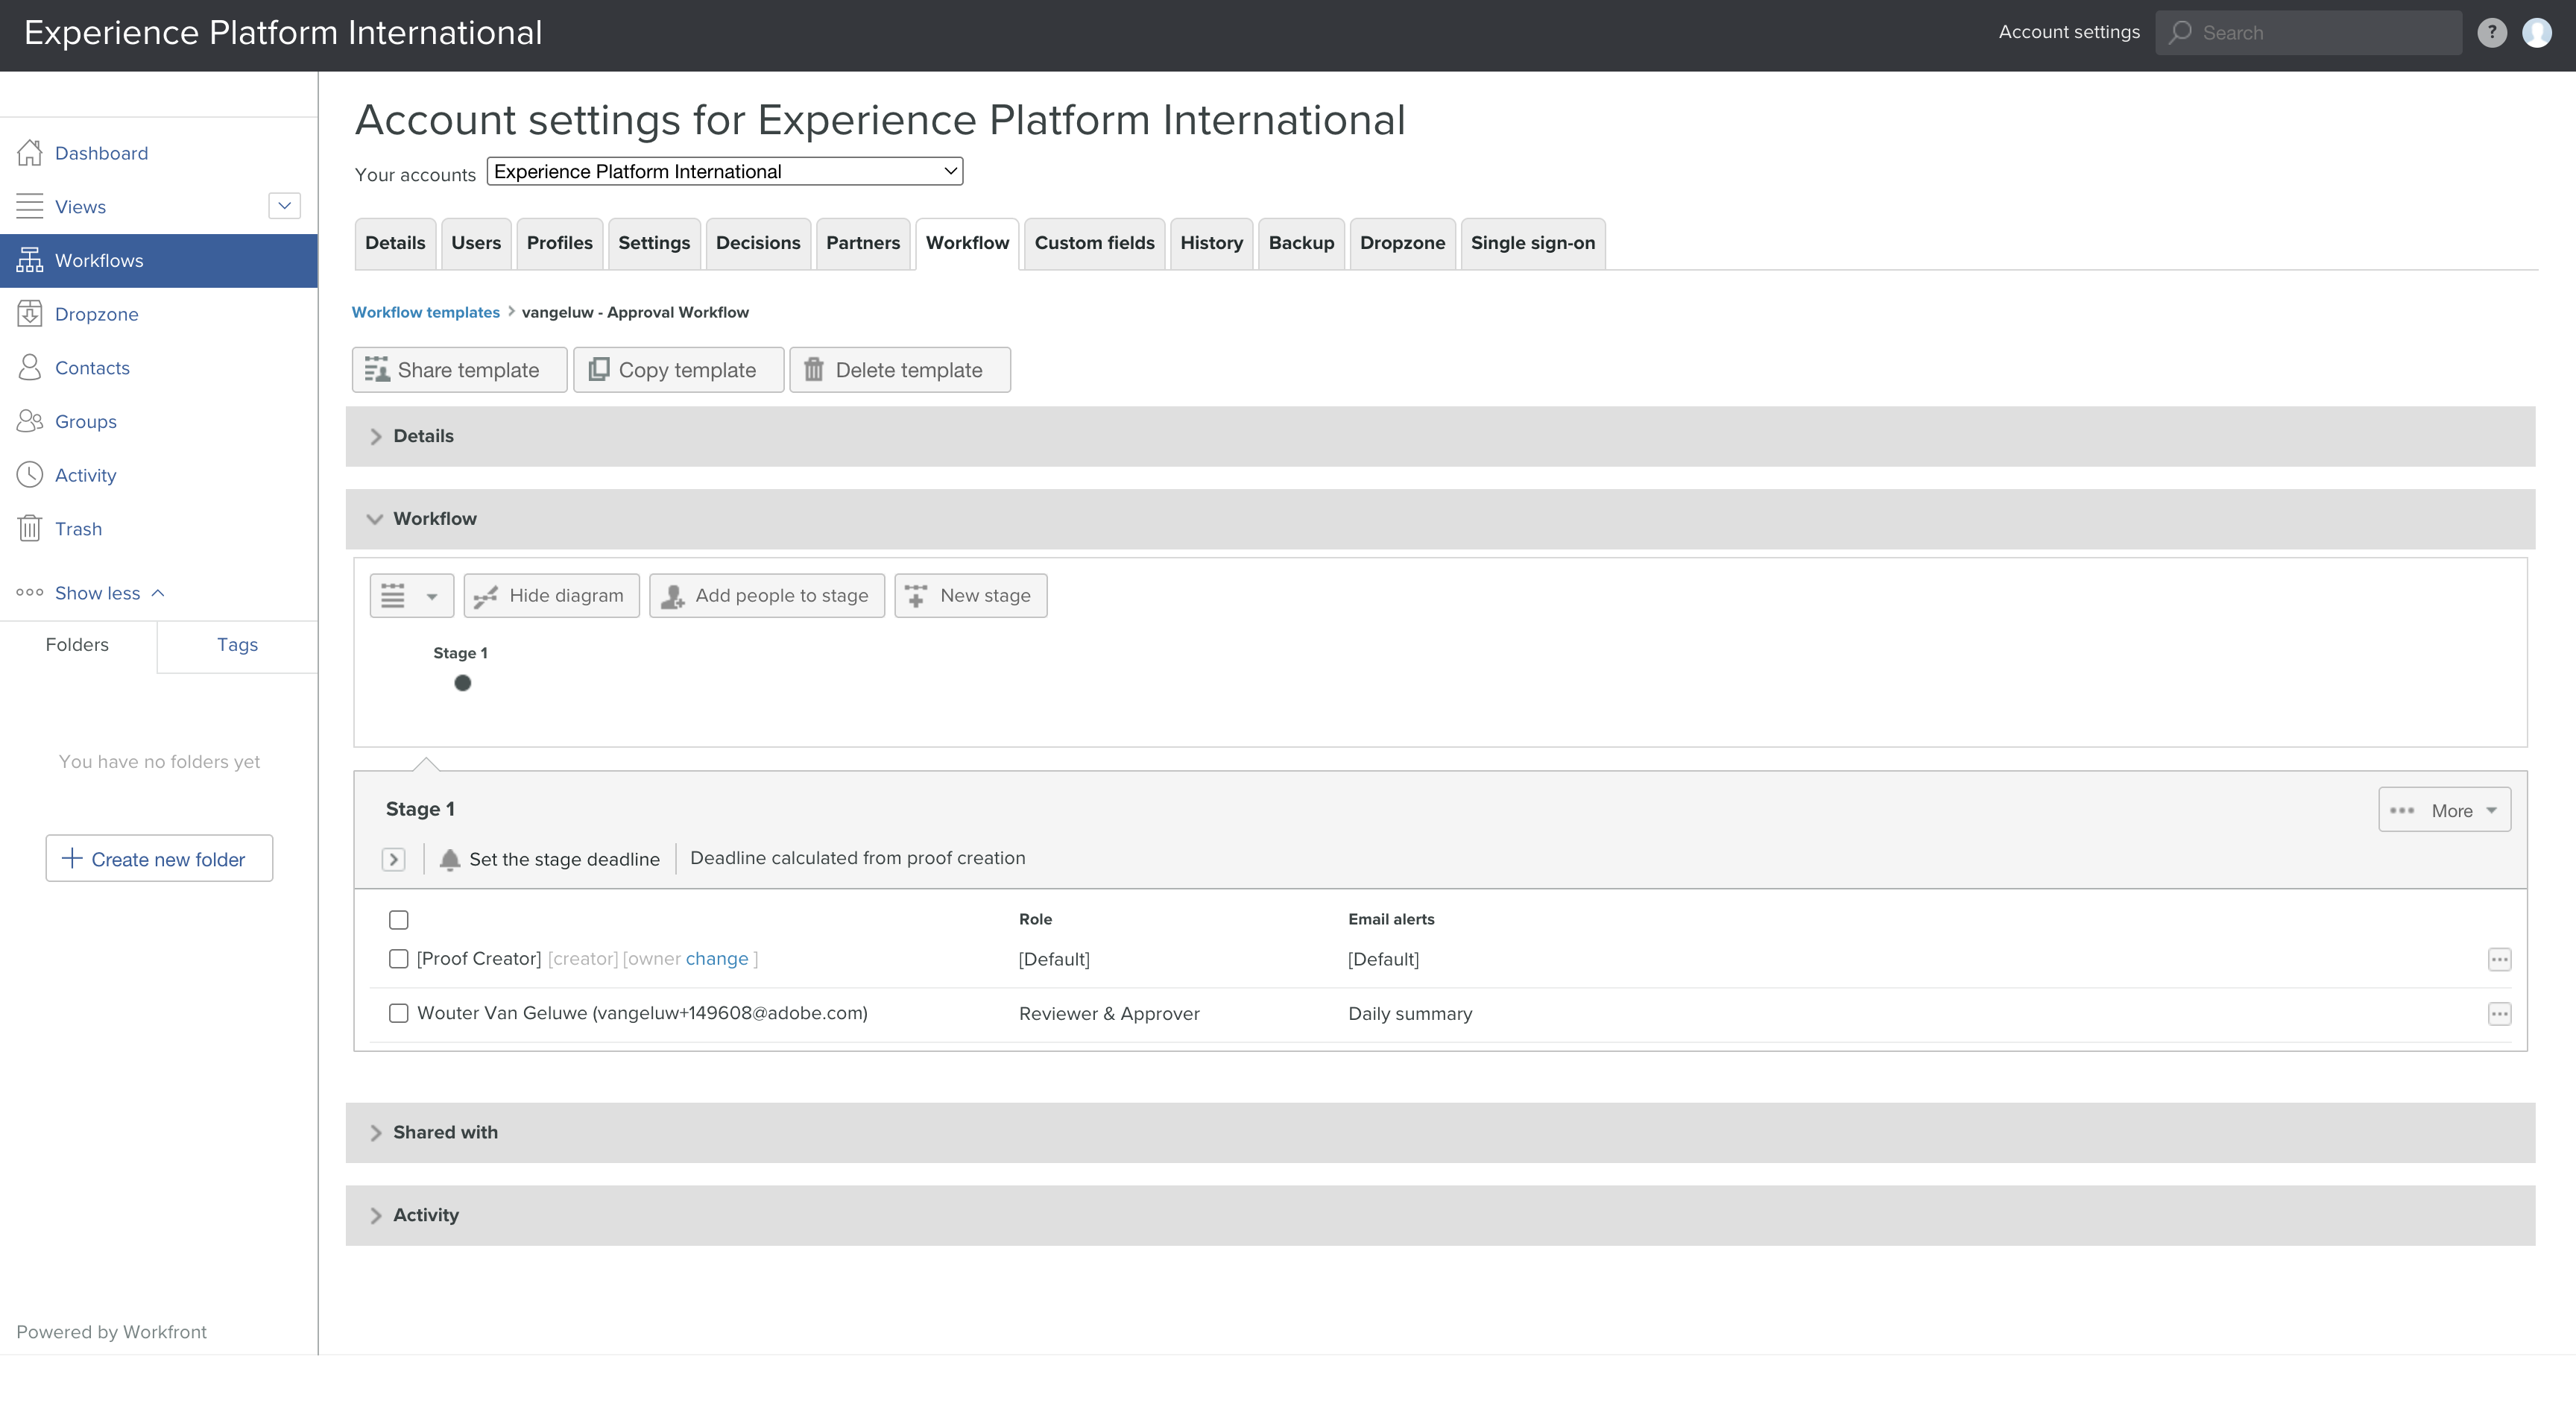 Experience Platform International
Account settings
Search
?
Dashboard
Views
Workflows
Dropzone
Contacts
Groups
Activity
Trash
Show less
Folders
Tags
You have no folders yet
Create new folder
Powered by Workfront
Account settings for Experience Platform International
Your accounts Experience Platform International
Details Users Profiles Settings Decisions Partners Workflow Custom fields History Backup Dropzone Single sign-on
Workflow templates > vangeluw - Approval Workflow
Share template Copy template Delete template
Details
Workflow
Hide diagram Add people to stage New stage
Stage 1
Stage 1
More
Set the stage deadline Deadline calculated from proof creation
Role Email alerts
[Proof Creator] [creator] [owner change ] [Default] [Default]
Wouter Van Geluwe (vangeluw+149608@adobe.com) Reviewer & Approver Daily summary
Shared with
Activity